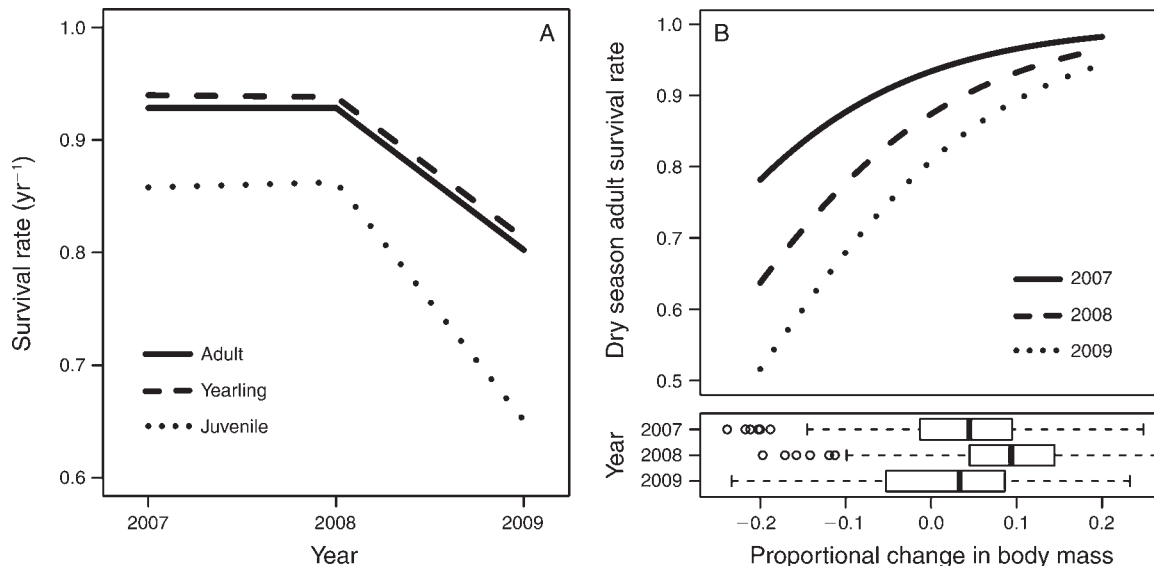 A
1.0
0.9
0.8
0.7
0.6
Survival rate (yr⁻¹)
Adult
Yearling
Juvenile
2007
2008
2009
Year
B
1.0
0.9
0.8
0.7
0.6
0.5
Dry season adult survival rate
2007
2008
2009
Year
2007
2008
2009
−0.2
−0.1
0.0
0.1
0.2
Proportional change in body mass